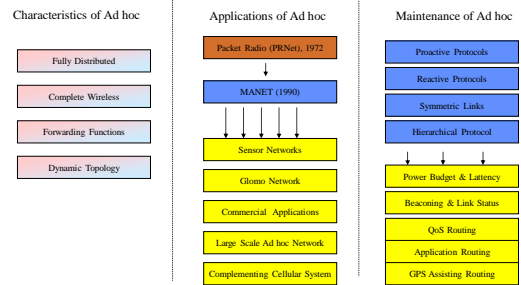 Characteristics of Ad hoc
Fully Distributed
Complete Wireless
Forwarding Functions
Dynamic Topology
Applications of Ad hoc
Packet Radio (PRNet), 1972
MANET (1990)
Sensor Networks
Glomo Network
Commercial Applications
Large Scale Ad hoc Network
Complementing Cellular System
Maintenance of Ad hoc
Proactive Protocols
Reactive Protocols
Symmetric Links
Hierarchical Protocol
Power Budget & Lattency
Beaconing & Link Status
QoS Routing
Application Routing
GPS Assisting Routing